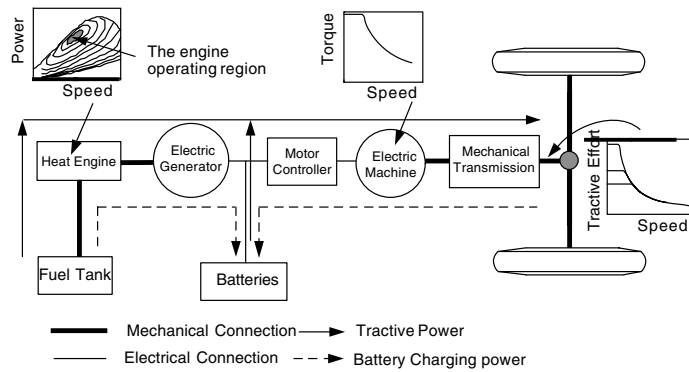 Power
Speed
The engine
operating region
Torque
Speed
Heat Engine
Electric
Generator
Motor
Controller
Electric
Machine
Mechanical
Transmission
Tractive Effort
Speed
Fuel Tank
Batteries
Mechanical Connection
Tractive Power
Electrical Connection
Battery Charging power